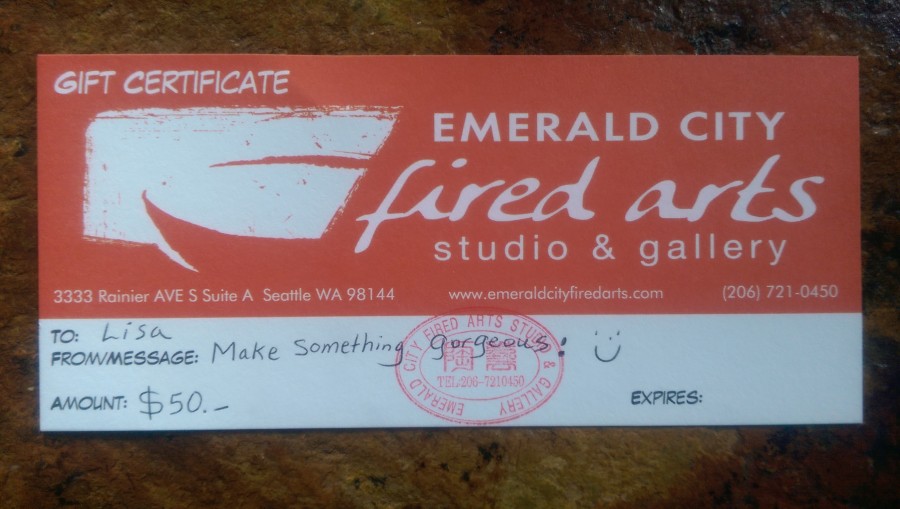 GIFT CERTIFICATE
EMERALD CITY
fired arts
studio & gallery
3333 Rainier AVE S Suite A Seattle WA 98144
www.emeraldcityfiredarts.com
(206) 721-0450
TO: Lisa
FROM/MESSAGE: Make Something gorgeous! :)
EMERALD CITY FIRED ARTS STUDIO & GALLERY
陶藝
TEL:206-7210450
AMOUNT: $50.-
EXPIRES: